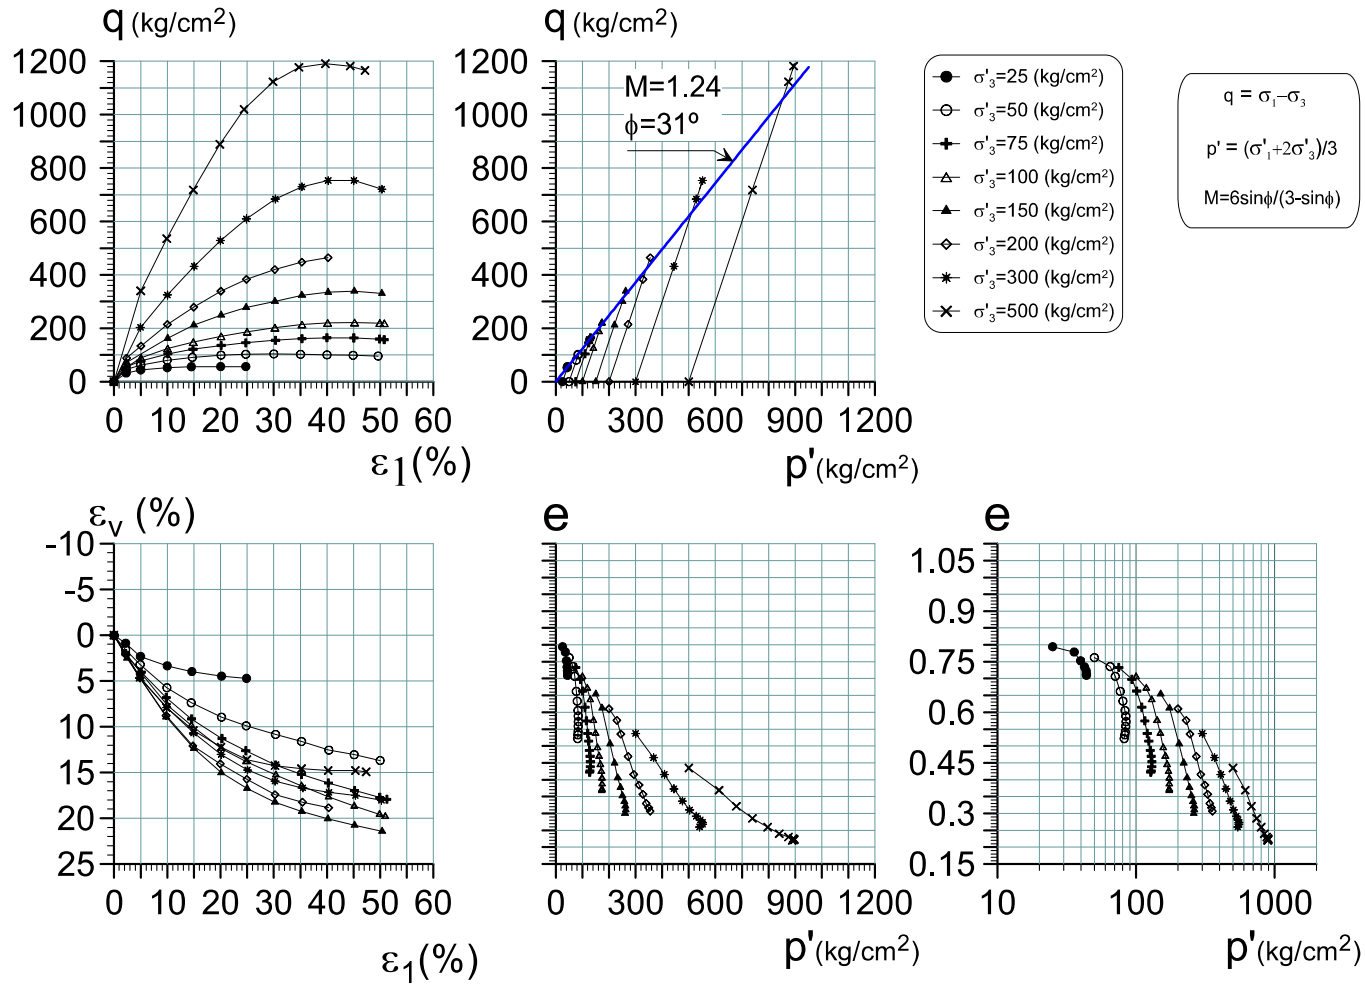 q (kg/cm²)
1200
1000
800
600
400
200
0
0 10 20 30 40 50 60
ε₁(%)
q (kg/cm²)
1200
1000
800
600
400
200
0
M=1.24
ϕ=31º
0 300 600 900 1200
p'(kg/cm²)
σ'₃=25 (kg/cm²)
σ'₃=50 (kg/cm²)
σ'₃=75 (kg/cm²)
σ'₃=100 (kg/cm²)
σ'₃=150 (kg/cm²)
σ'₃=200 (kg/cm²)
σ'₃=300 (kg/cm²)
σ'₃=500 (kg/cm²)
q = σ₁–σ₃
p' = (σ'₁+2σ'₃)/3
M=6sinϕ/(3-sinϕ)
εᵥ (%)
-10
-5
0
5
10
15
20
25
0 10 20 30 40 50 60
ε₁(%)
e
0 300 600 900 1200
p'(kg/cm²)
e
1.05
0.9
0.75
0.6
0.45
0.3
0.15
10 100 1000
p'(kg/cm²)